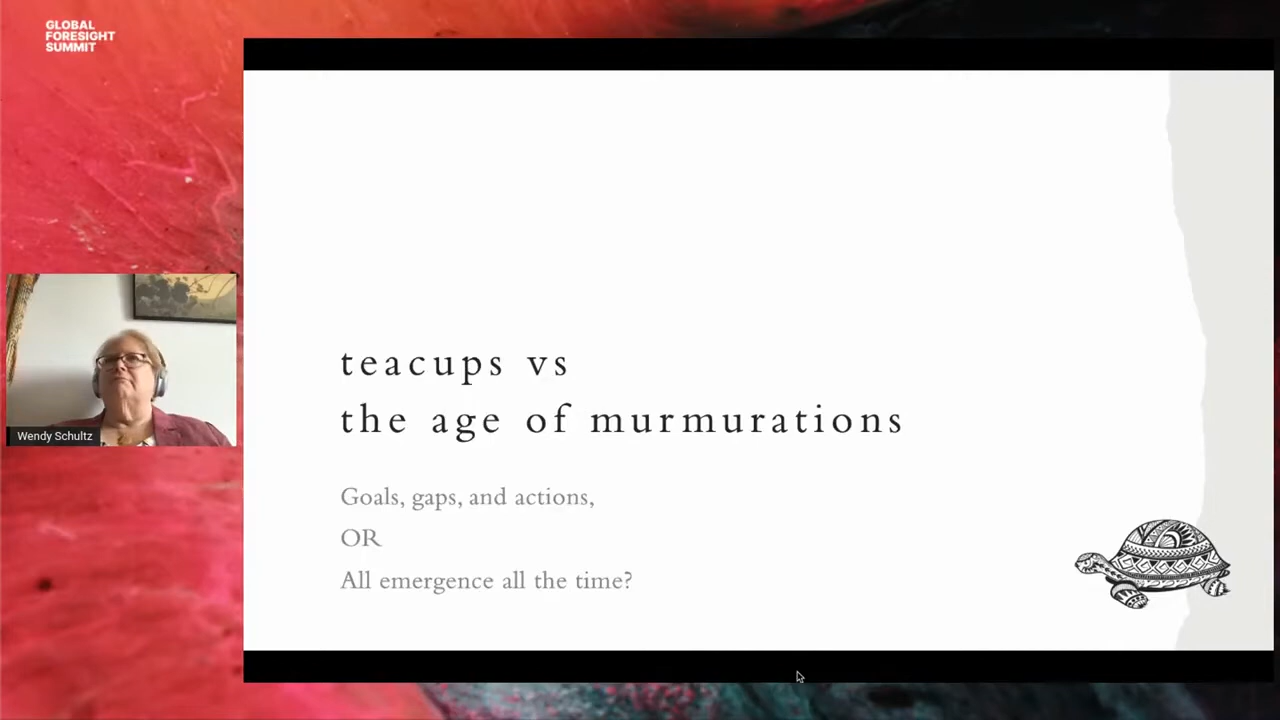 GLOBAL
FORESIGHT
SUMMIT
teacups vs
the age of murmurations
Goals, gaps, and actions,
OR
All emergence all the time?
Wendy Schultz